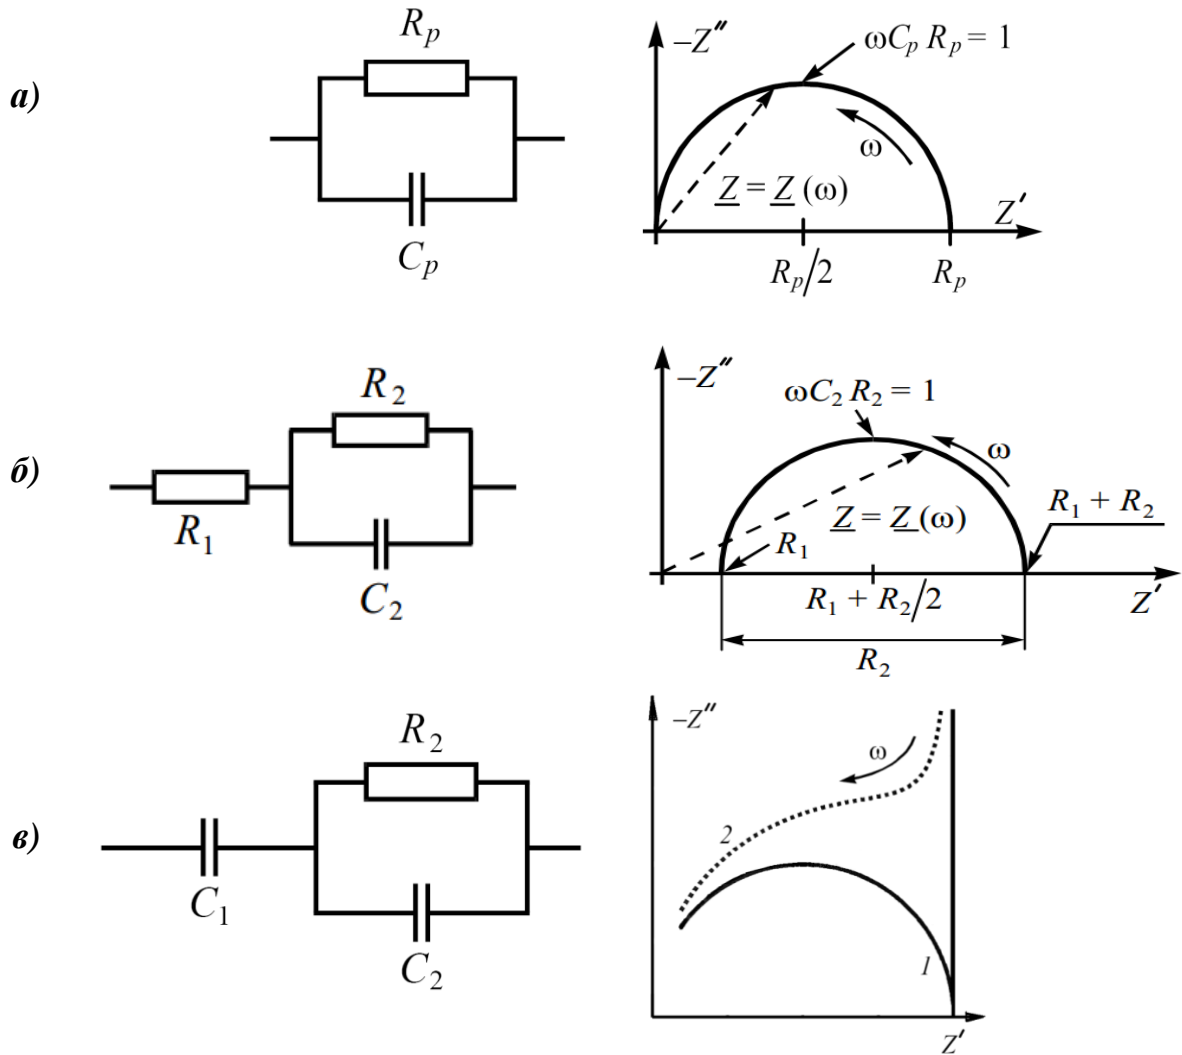 а)
R_p
C_p
–Z″
ωC_p R_p = 1
ω
Z = Z (ω)
Z′
R_p/2
R_p
б)
R_2
R_1
C_2
–Z″
ωC_2 R_2 = 1
ω
Z = Z (ω)
R_1 + R_2
R_1
R_1 + R_2/2
Z′
R_2
в)
R_2
C_1
C_2
–Z″
ω
2
1
Z′